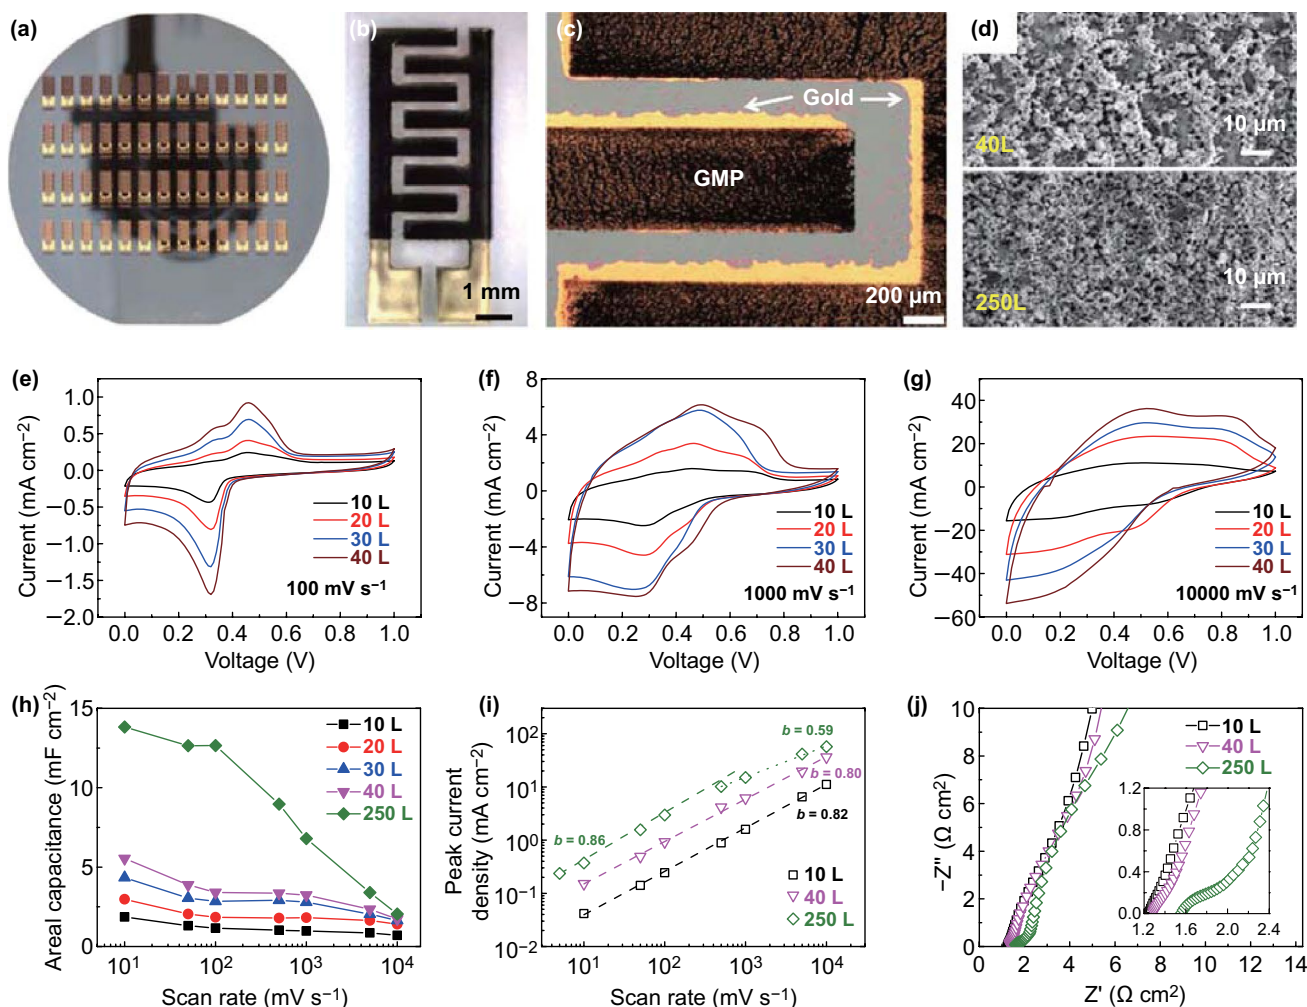 (a)
(b)
1 mm
(c)
Gold
GMP
200 µm
(d)
10 µm
40L
10 µm
250L
(e)
Current (mA cm−2)
1.0
0.5
0.0
−0.5
−1.0
−1.5
−2.0
10 L
20 L
30 L
40 L
100 mV s−1
0.0 0.2 0.4 0.6 0.8 1.0
Voltage (V)
(f)
Current (mA cm−2)
8
4
0
−4
−8
10 L
20 L
30 L
40 L
1000 mV s−1
0.0 0.2 0.4 0.6 0.8 1.0
Voltage (V)
(g)
Current (mA cm−2)
40
20
0
−20
−40
−60
10 L
20 L
30 L
40 L
10000 mV s−1
0.0 0.2 0.4 0.6 0.8 1.0
Voltage (V)
(h)
Areal capacitance (mF cm−2)
15
10
5
0
10 L
20 L
30 L
40 L
250 L
10¹ 10² 10³ 10⁴
Scan rate (mV s−1)
(i)
Peak current
density (mA cm−2)
10²
10¹
10⁰
10−1
10−2
b = 0.59
b = 0.80
b = 0.86
b = 0.82
10 L
40 L
250 L
10¹ 10² 10³ 10⁴
Scan rate (mV s−1)
(j)
−Z" (Ω cm2)
10
8
6
4
2
0
10 L
40 L
250 L
1.2
0.8
0.4
0.0
1.2 1.6 2.0 2.4
0 2 4 6 8 10 12 14
Z' (Ω cm2)